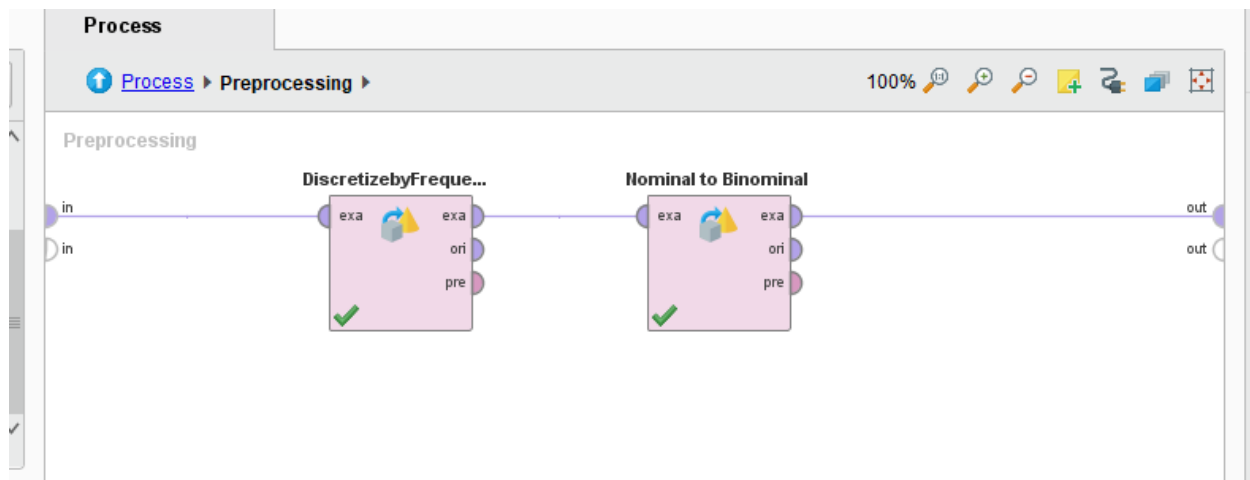 Process
Process Preprocessing
100%
Preprocessing
DiscretizebyFreque...
Nominal to Binominal
in
exa
exa
exa
exa
out
in
ori
ori
out
pre
pre